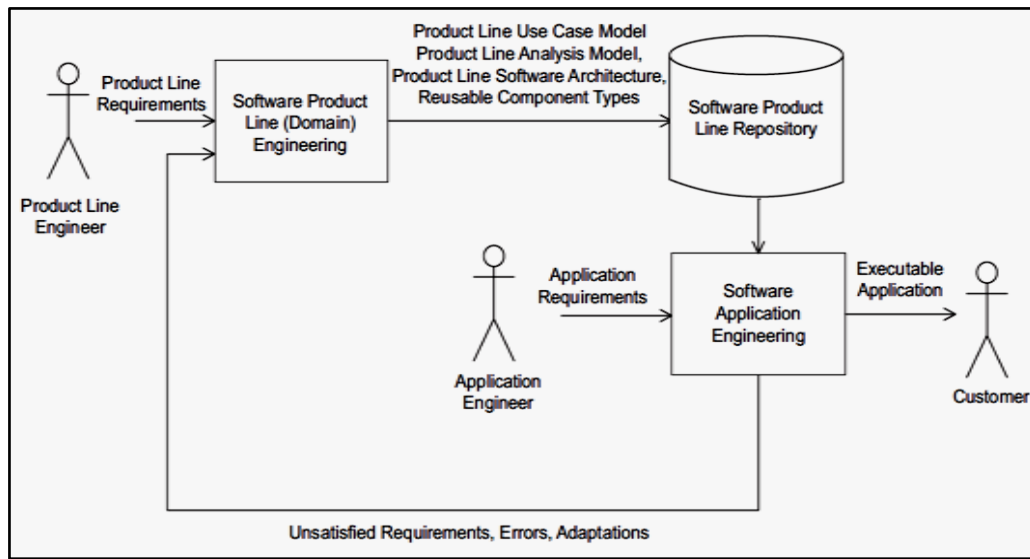 Product Line Use Case Model
Product Line Analysis Model,
Product Line Software Architecture,
Reusable Component Types
Product Line
Requirements
Software Product
Line (Domain)
Engineering
Software Product
Line Repository
Product Line
Engineer
Application
Requirements
Software
Application
Engineering
Executable
Application
Application
Engineer
Customer
Unsatisfied Requirements, Errors, Adaptations